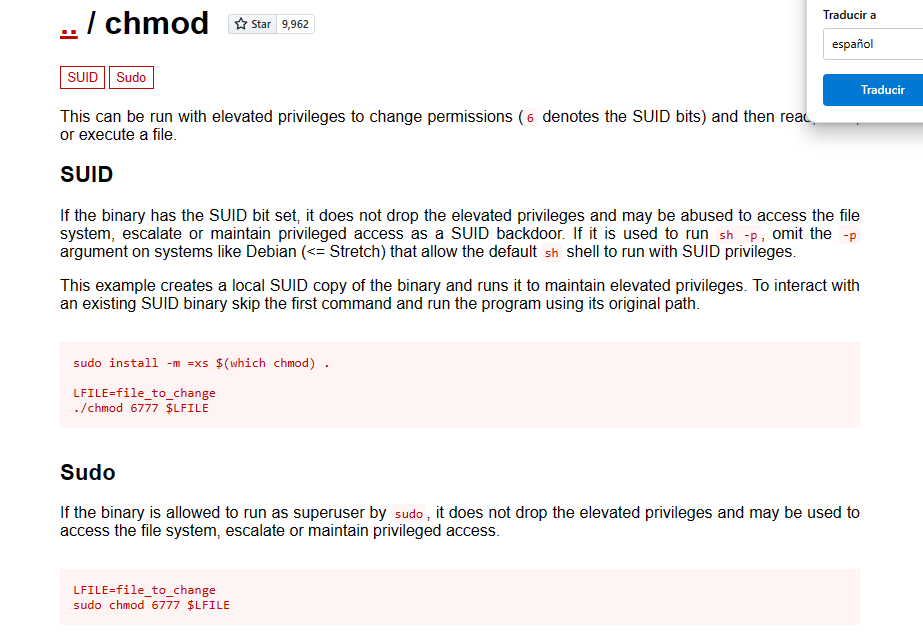 .. / chmod
Star 9,962
Traducir a
español
Traducir
SUID Sudo
This can be run with elevated privileges to change permissions ( 6 denotes the SUID bits) and then read,
or execute a file.
SUID
If the binary has the SUID bit set, it does not drop the elevated privileges and may be abused to access the file
system, escalate or maintain privileged access as a SUID backdoor. If it is used to run sh -p, omit the -p
argument on systems like Debian (<= Stretch) that allow the default sh shell to run with SUID privileges.
This example creates a local SUID copy of the binary and runs it to maintain elevated privileges. To interact with
an existing SUID binary skip the first command and run the program using its original path.
sudo install -m =xs $(which chmod) .
LFILE=file_to_change
./chmod 6777 $LFILE
Sudo
If the binary is allowed to run as superuser by sudo, it does not drop the elevated privileges and may be used to
access the file system, escalate or maintain privileged access.
LFILE=file_to_change
sudo chmod 6777 $LFILE